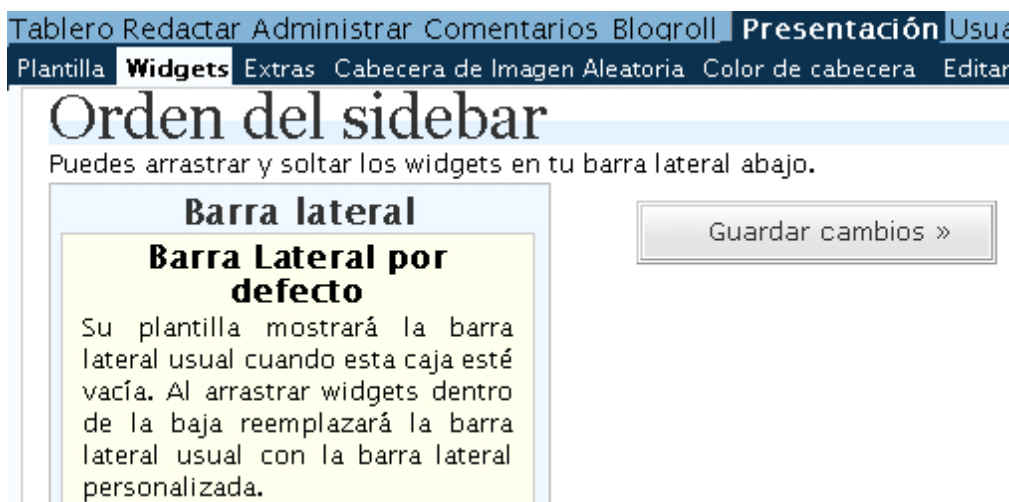 Tablero Redactar Administrar Comentarios Blogroll Presentación
Plantilla Widgets Extras Cabecera de Imagen Aleatoria Color de cabecera Editar
Orden del sidebar
Puedes arrastrar y soltar los widgets en tu barra lateral abajo.
Barra lateral
Guardar cambios »
Barra Lateral por
defecto
Su plantilla mostrará la barra
lateral usual cuando esta caja esté
vacía. Al arrastrar widgets dentro
de la baja reemplazará la barra
lateral usual con la barra lateral
personalizada.